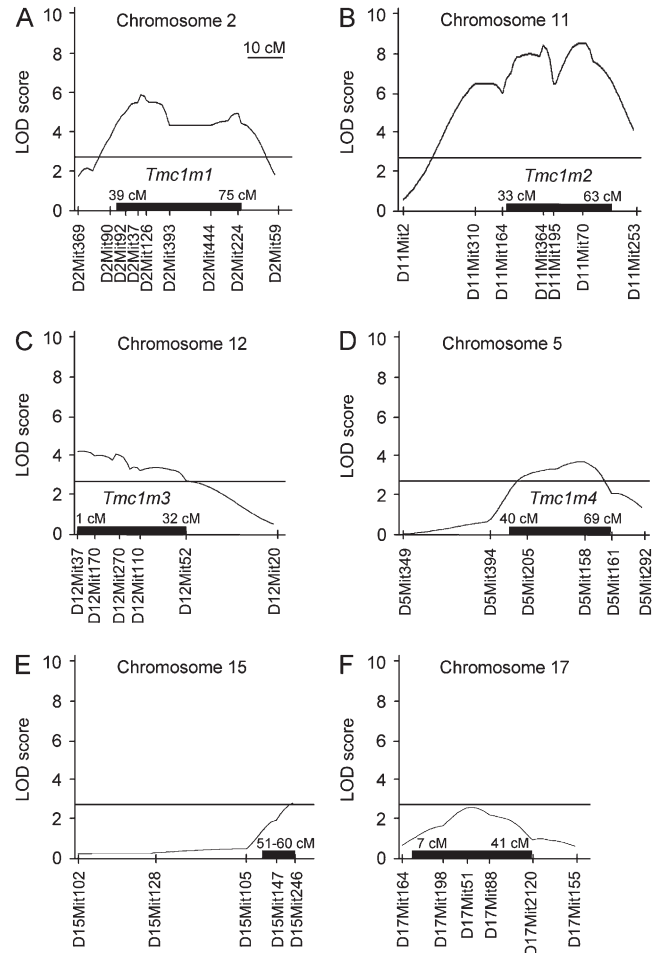 A
Chromosome 2
10 cM
LOD score
10
8
6
4
2
0
Tmc1m1
39 cM
75 cM
D2Mit369
D2Mit90
D2Mit92
D2Mit37
D2Mit126
D2Mit393
D2Mit444
D2Mit224
D2Mit59
B
Chromosome 11
LOD score
10
8
6
4
2
0
Tmc1m2
33 cM
63 cM
D11Mit2
D11Mit310
D11Mit164
D11Mit364
D11Mit195
D11Mit70
D11Mit253
C
Chromosome 12
LOD score
10
8
6
4
2
0
Tmc1m3
1 cM
32 cM
D12Mit37
D12Mit170
D12Mit270
D12Mit110
D12Mit52
D12Mit20
D
Chromosome 5
LOD score
10
8
6
4
2
0
Tmc1m4
40 cM
69 cM
D5Mit349
D5Mit394
D5Mit205
D5Mit158
D5Mit161
D5Mit292
E
Chromosome 15
LOD score
10
8
6
4
2
0
51-60 cM
D15Mit102
D15Mit128
D15Mit105
D15Mit147
D15Mit246
F
Chromosome 17
LOD score
10
8
6
4
2
0
7 cM
41 cM
D17Mit164
D17Mit198
D17Mit51
D17Mit88
D17Mit2120
D17Mit155